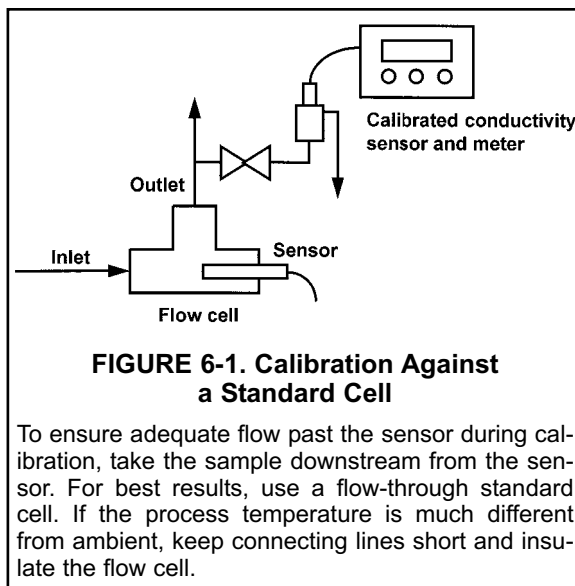 Calibrated conductivity
sensor and meter
Outlet
Inlet
Sensor
Flow cell
FIGURE 6-1. Calibration Against
a Standard Cell
To ensure adequate flow past the sensor during cal-
ibration, take the sample downstream from the sen-
sor. For best results, use a flow-through standard
cell. If the process temperature is much different
from ambient, keep connecting lines short and insu-
late the flow cell.